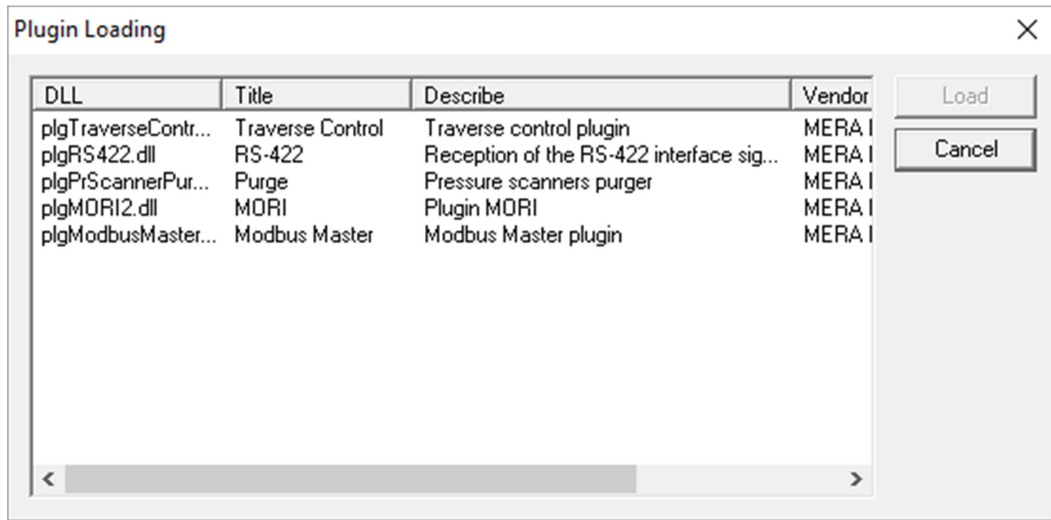 Plugin Loading
DLL Title Describe Vendor
plgTraverseContr... Traverse Control Traverse control plugin MERA I
plgRS422.dll RS-422 Reception of the RS-422 interface sig... MERA I
plgPrScannerPur... Purge Pressure scanners purger MERA I
plgMORI2.dll MORI Plugin MORI MERA I
plgModbusMaster... Modbus Master Modbus Master plugin MERA I
Load
Cancel